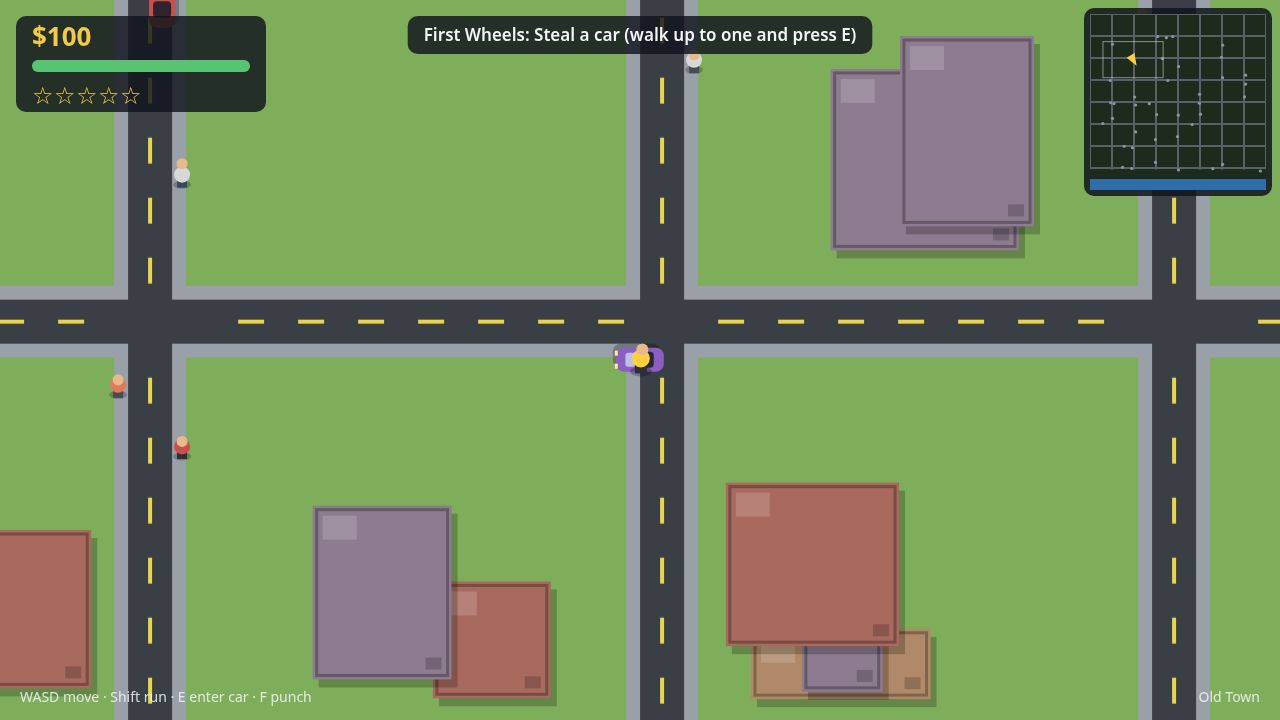 $100
First Wheels: Steal a car (walk up to one and press E)
☆☆☆☆☆
WASD move · Shift run · E enter car · F punch
Old Town